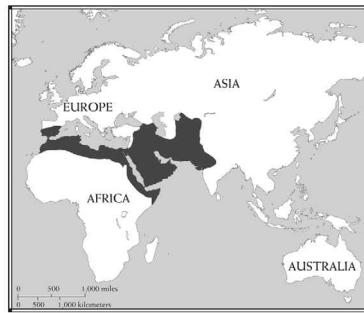 ASIA
EUROPE
AFRICA
AUSTRALIA
0 500 1,000 miles
0 500 1,000 kilometers